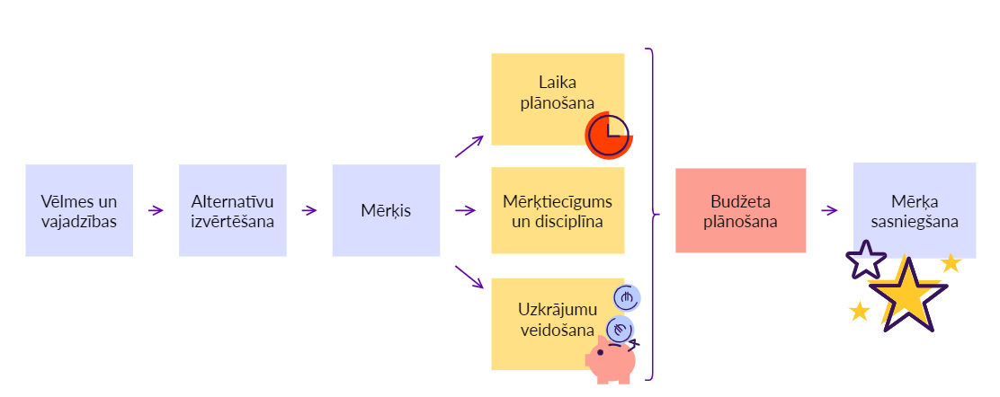 Vēlmes un
vajadzības
Alternatīvu
izvērtēšana
Mērķis
Laika
plānošana
Mērķtiecīgums
un disciplīna
Uzkrājumu
veidošana
Budžeta
plānošana
Mērķa
sasniegšana